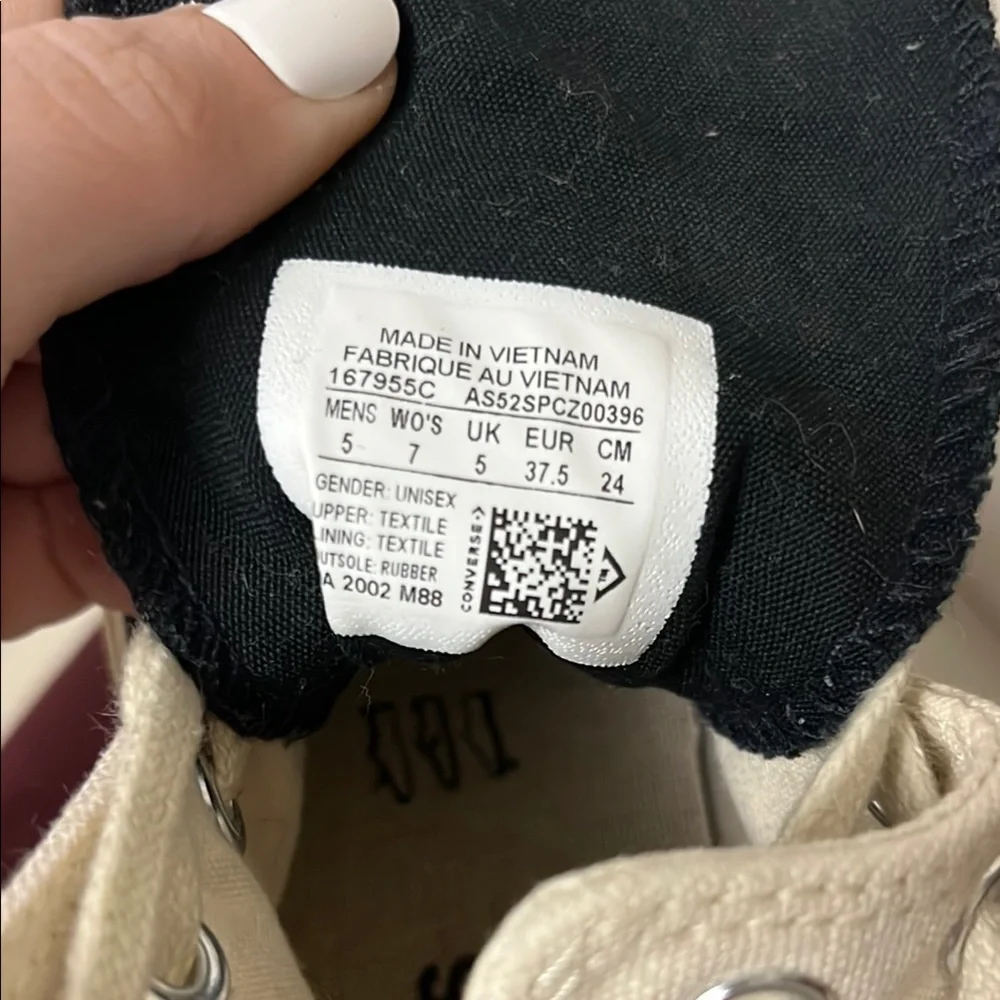 MADE IN VIETNAM
FABRIQUE AU VIETNAM
167955C AS52SPCZ00396
MENS WO'S UK EUR CM
5 7 5 37.5 24
GENDER: UNISEX
UPPER: TEXTILE
LINING: TEXTILE
UTSOLE: RUBBER
A 2002 M88
CONVERSE